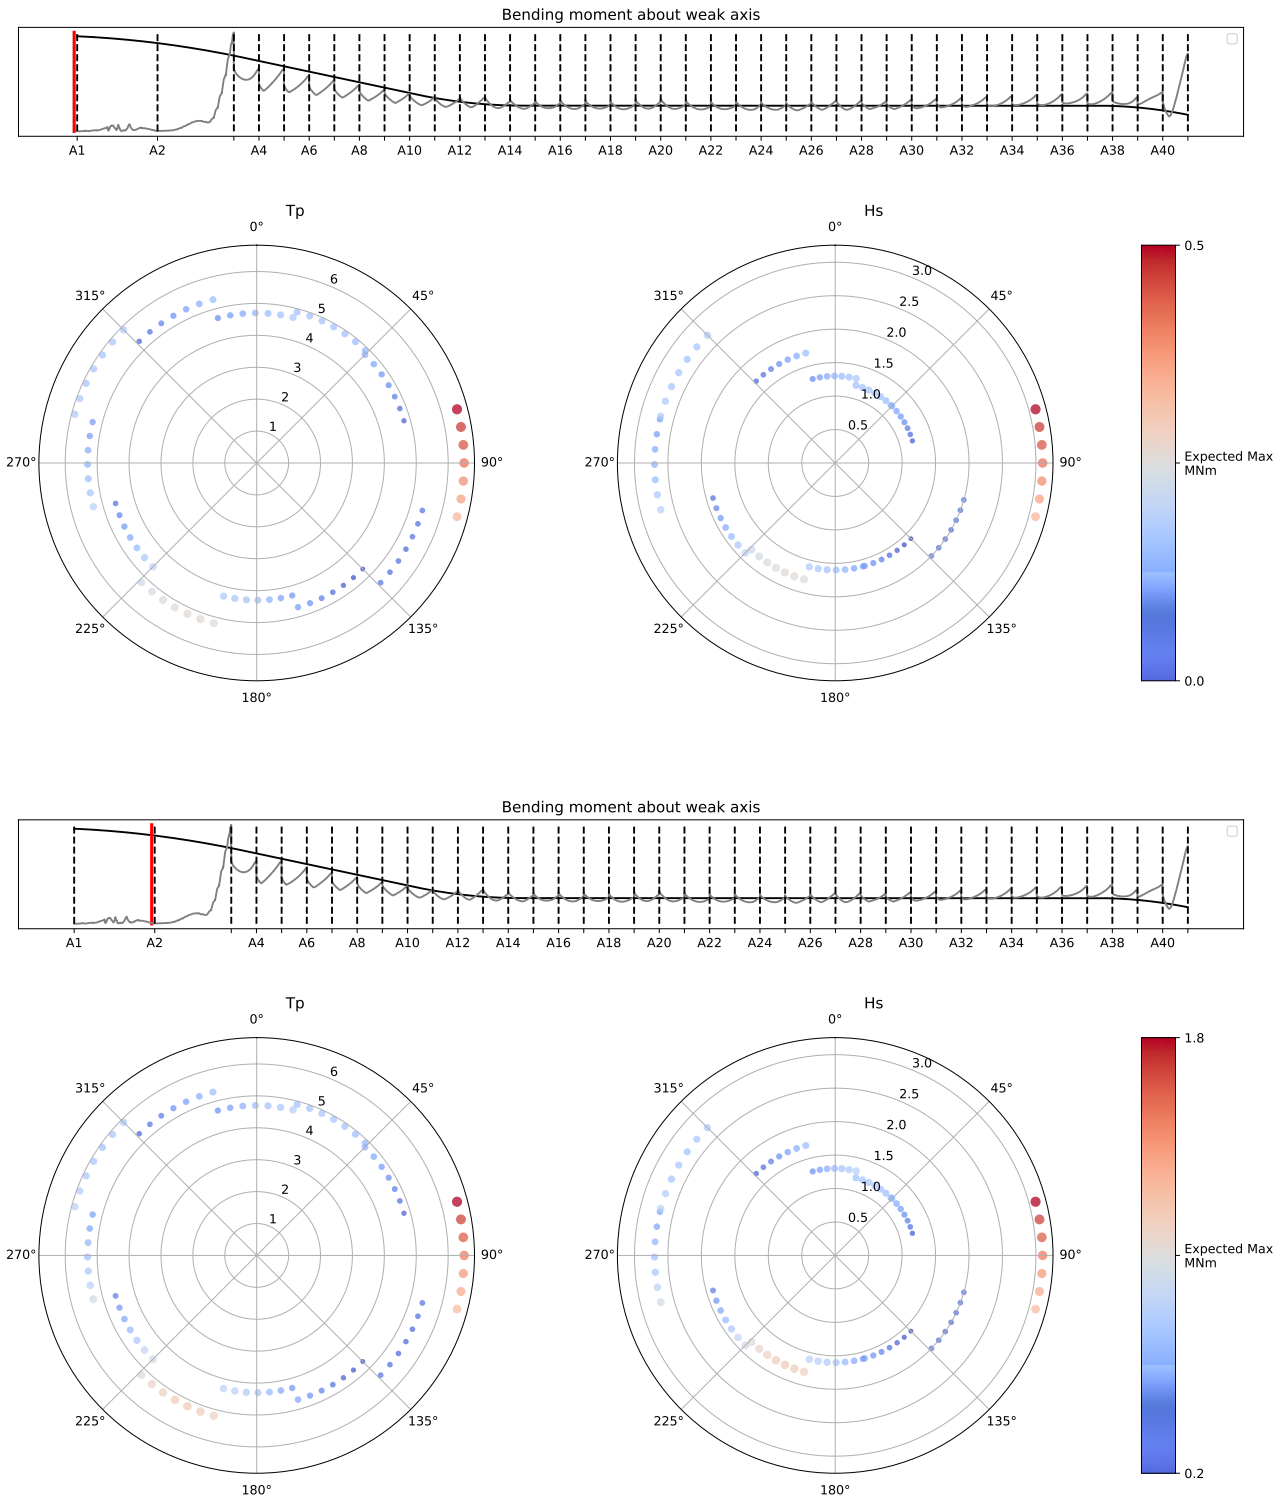 Bending moment about weak axis
A1 A2 A4 A6 A8 A10 A12 A14 A16 A18 A20 A22 A24 A26 A28 A30 A32 A34 A36 A38 A40
Tp Hs
0° 0°
315° 45° 315° 45°
6 5 4 3 2 1
3.0 2.5 2.0 1.5 1.0 0.5
270° 90° 270° 90°
225° 135° 225° 135°
180° 180°
0.5
Expected Max
MNm
0.0
Bending moment about weak axis
A1 A2 A4 A6 A8 A10 A12 A14 A16 A18 A20 A22 A24 A26 A28 A30 A32 A34 A36 A38 A40
Tp Hs
0° 0°
315° 45° 315° 45°
6 5 4 3 2 1
3.0 2.5 2.0 1.5 1.0 0.5
270° 90° 270° 90°
225° 135° 225° 135°
180° 180°
1.8
Expected Max
MNm
0.2